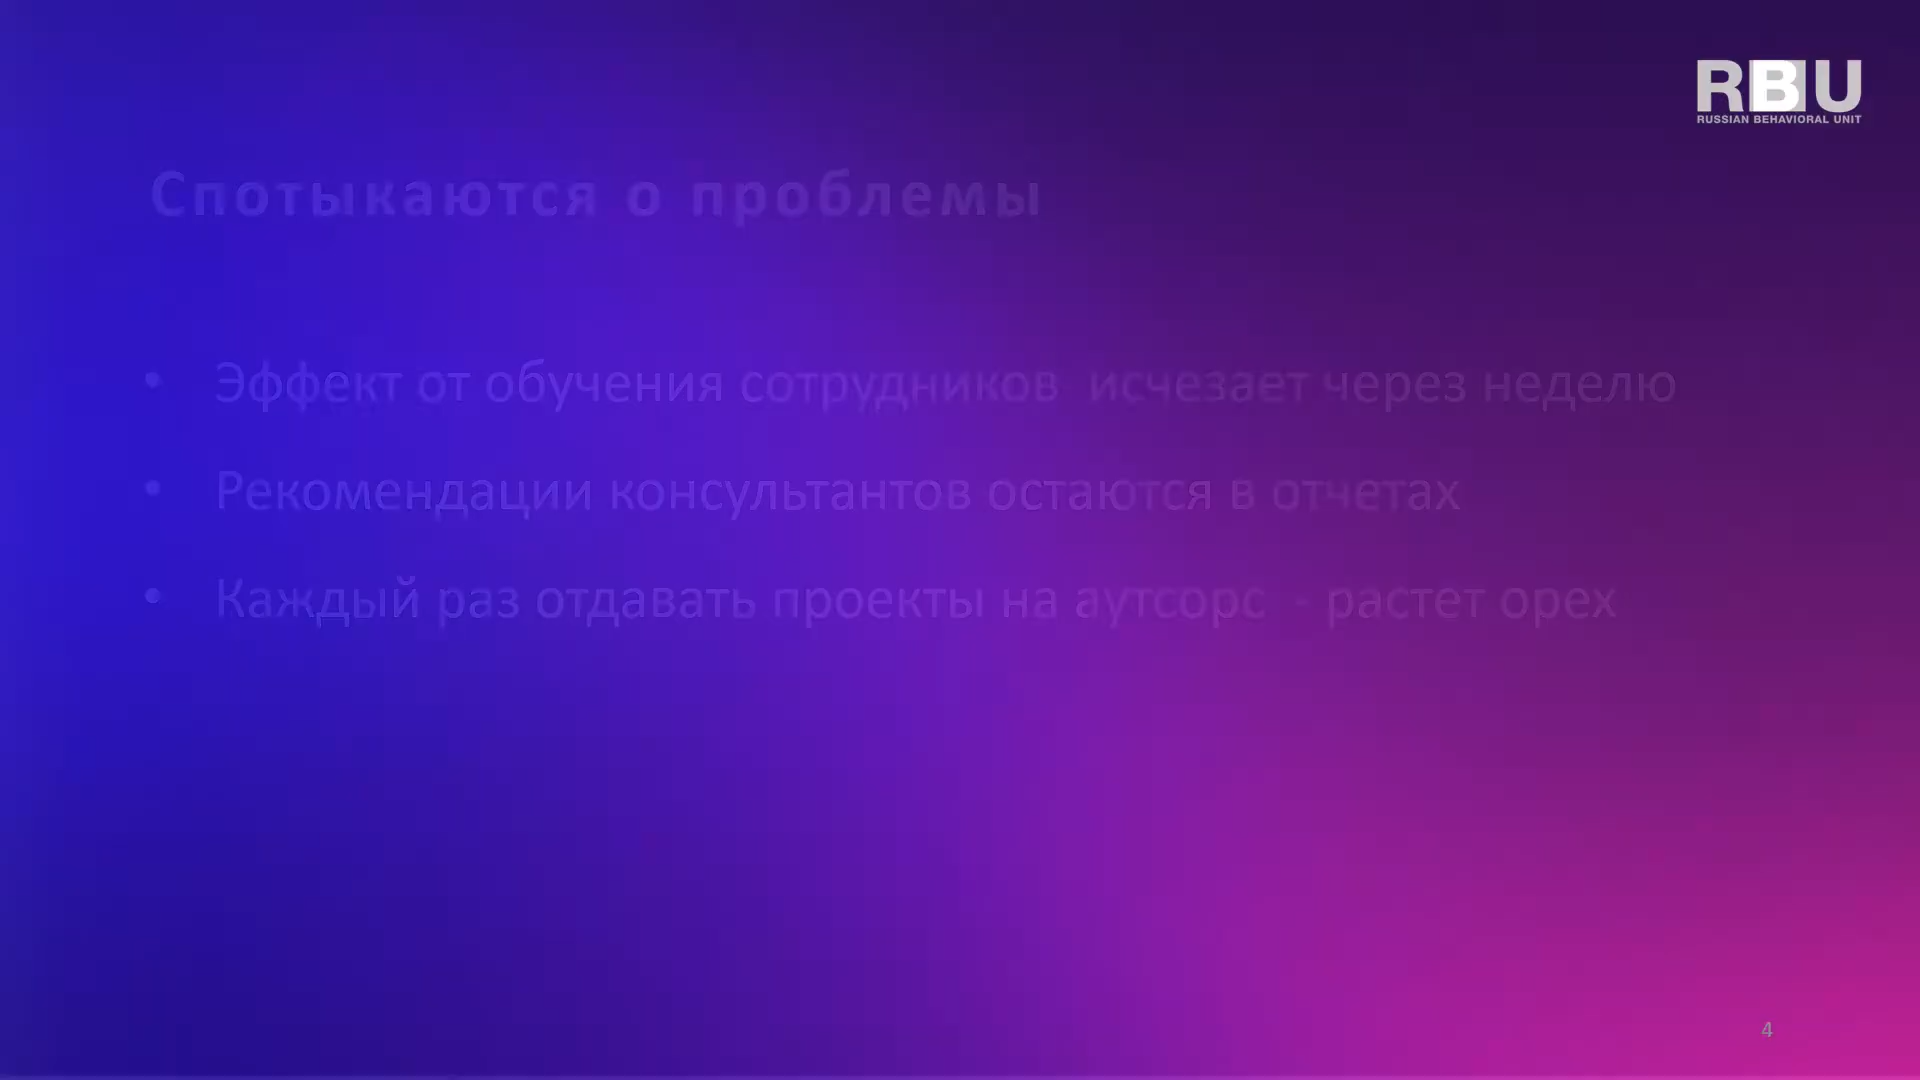 RBU
RUSSIAN BEHAVIORAL UNIT
Спотыкаются о проблемы
• Эффект от обучения сотрудников исчезает через неделю
• Рекомендации консультантов остаются в отчетах
• Каждый раз отдавать проекты на аутсорс - растет орех
4